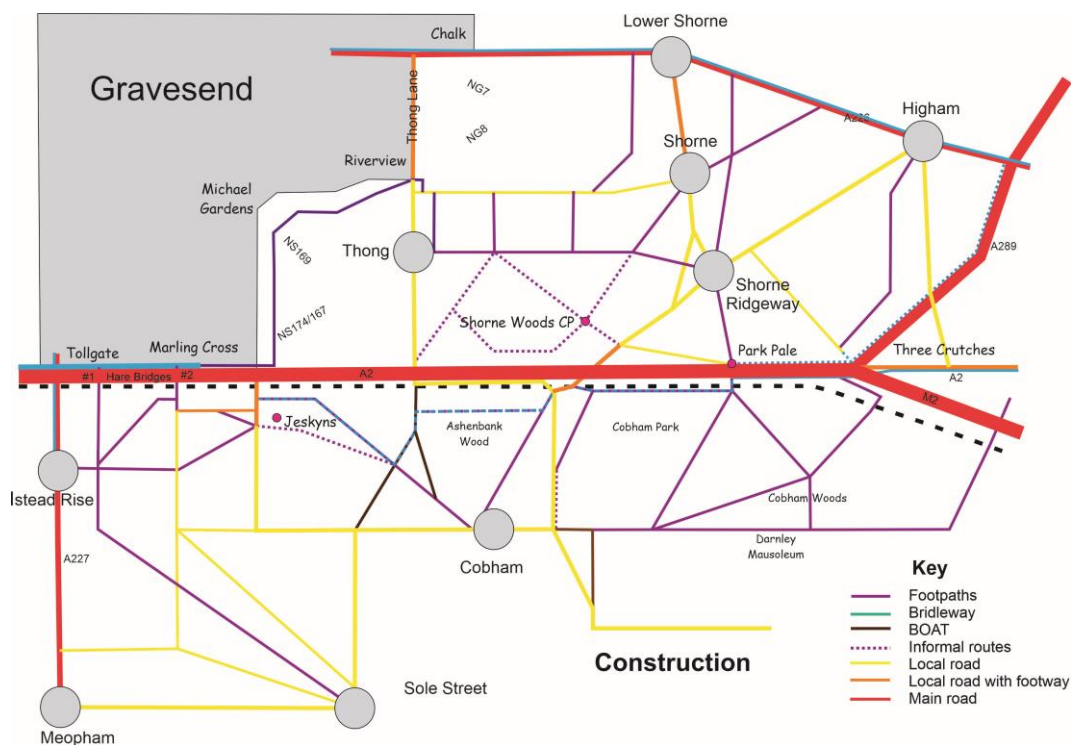 Lower Shorne
Chalk
Gravesend
Thong Lane
NG7
NG8
A226
Higham
Riverview
Shorne
Michael
Gardens
NS169
Thong
A289
Shorne
Ridgeway
NS174/167
Shorne Woods CP
Tollgate
Marling Cross
Park Pale
Three Crutches
#1
Hare Bridges
#2
A2
A2
M2
Jeskyns
Ashenbank
Wood
Cobham Park
Istead Rise
Cobham Woods
A227
Cobham
Darnley
Mausoleum
Key
Footpaths
Bridleway
BOAT
Informal routes
Local road
Local road with footway
Main road
Construction
Sole Street
Meopham